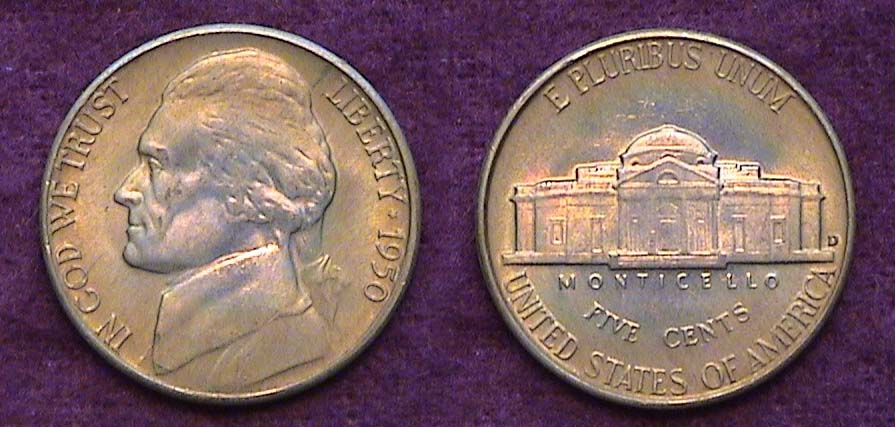 IN GOD WE TRUST
LIBERTY * 1950
E PLURIBUS UNUM
D
MONTICELLO
FIVE CENTS
UNITED STATES OF AMERICA